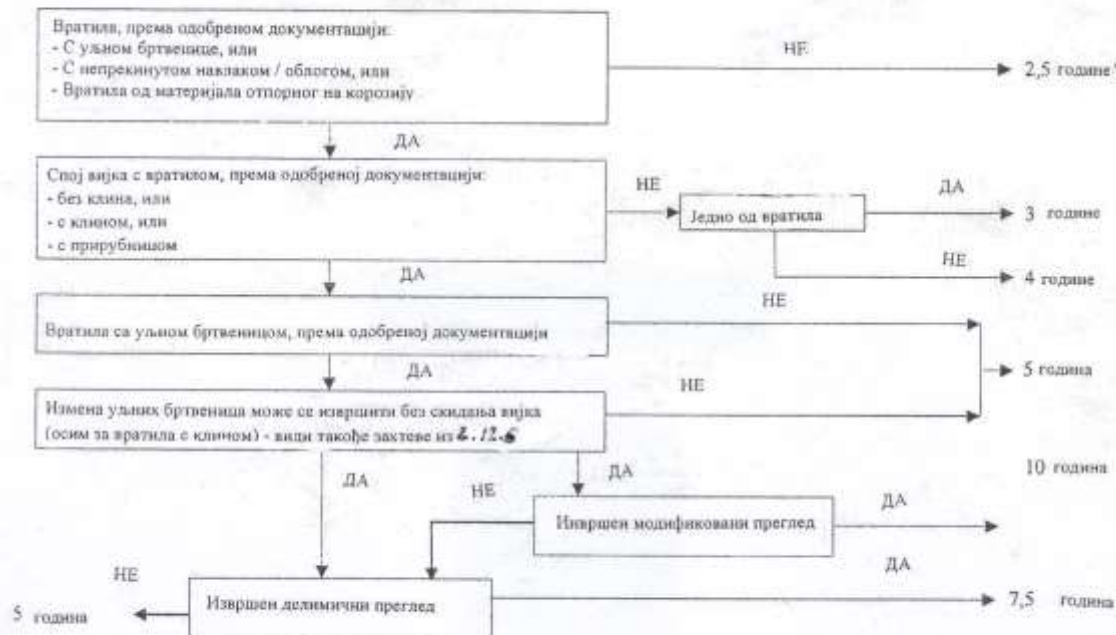 Вратила, према одобреном документацији:
- С уљном бртвенице, или
- С непрекинутом навлаком / облогом, или
- Вратила од материјала отпорног на корозију
НЕ
2,5 године
ДА
Спој вијка с вратилом, према одобреној документацији:
- без клина, или
- с клином, или
- с прирубницом
НЕ
Једно од вратила
ДА
3 године
НЕ
4 године
ДА
НЕ
Вратила са уљном бртвеницом, према одобреној документацији
5 година
ДА
НЕ
Измена уљних бртвеница може се извршити без скидања вијка
(осим за вратила с клином) - види такође захтеве из 2.12.6
10 година
ДА
НЕ
ДА
Инвршен модификовани преглед
ДА
НЕ
ДА
5 година
Извршен делимични преглед
7,5 година